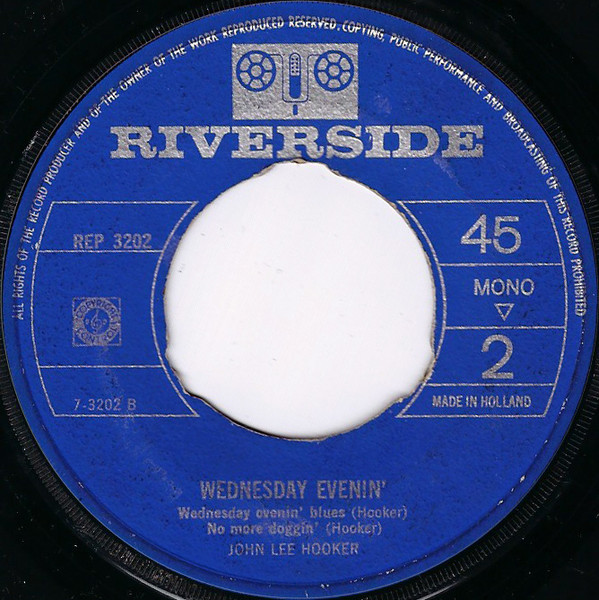 ALL RIGHTS OF THE RECORD PRODUCER AND OF THE OWNER OF THE WORK REPRODUCED RESERVED. COPYING, PUBLIC PERFORMANCE AND BROADCASTING OF THIS RECORD PROHIBITED
RIVERSIDE
REP 3202
45
MONO
2
7-3202 B
MADE IN HOLLAND
WEDNESDAY EVENIN'
Wednesday evenin' blues (Hooker)
No more doggin' (Hooker)
JOHN LEE HOOKER